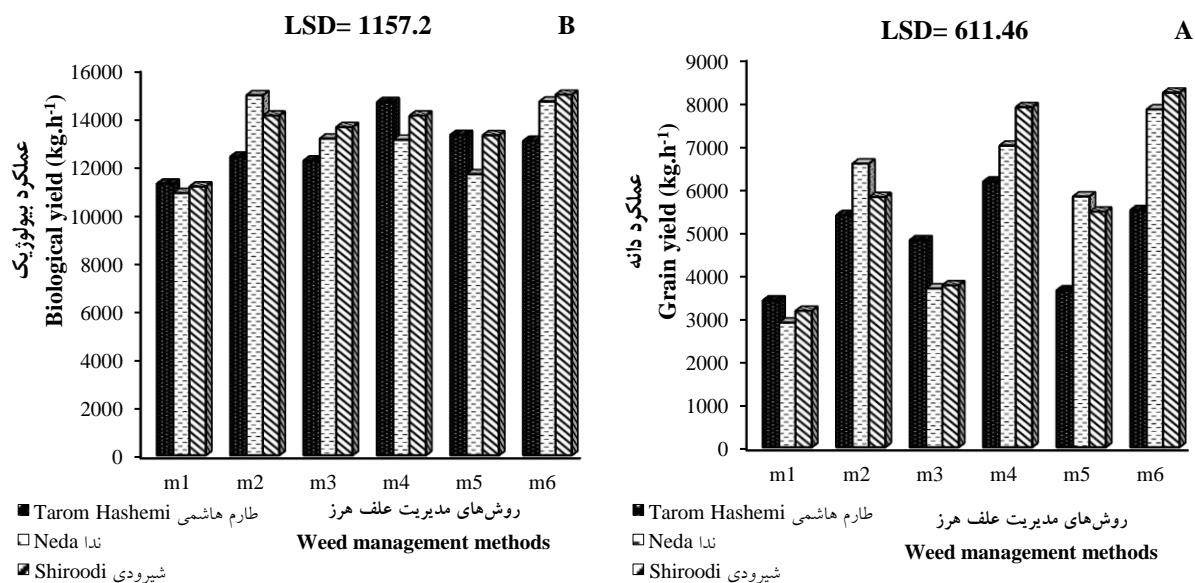 LSD= 1157.2 B
عملکرد بیولوژیک
Biological yield (kg.h⁻¹)
16000
14000
12000
10000
8000
6000
4000
2000
0
m1 m2 m3 m4 m5 m6
روش‌های مدیریت علف هرز
Weed management methods
Tarom Hashemi طارم هاشمی
Neda ندا
Shiroodi شیرودی
LSD= 611.46 A
عملکرد دانه
Grain yield (kg.h⁻¹)
9000
8000
7000
6000
5000
4000
3000
2000
1000
0
m1 m2 m3 m4 m5 m6
روش‌های مدیریت علف هرز
Weed management methods
Tarom Hashemi طارم هاشمی
Neda ندا
Shiroodi شیرودی